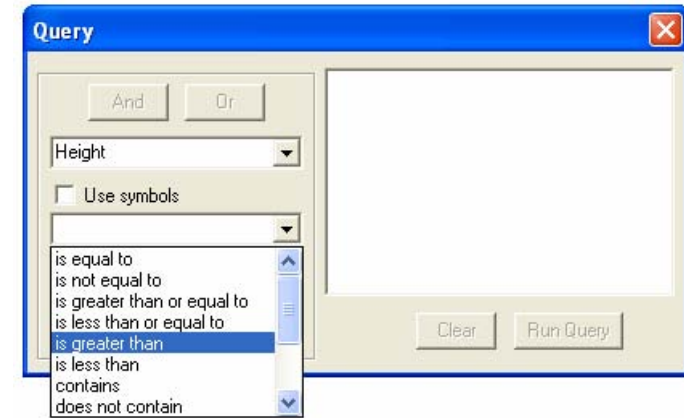 Query
And Or
Height
Use symbols
is equal to
is not equal to
is greater than or equal to
is less than or equal to
is greater than
is less than
contains
does not contain
Clear Run Query